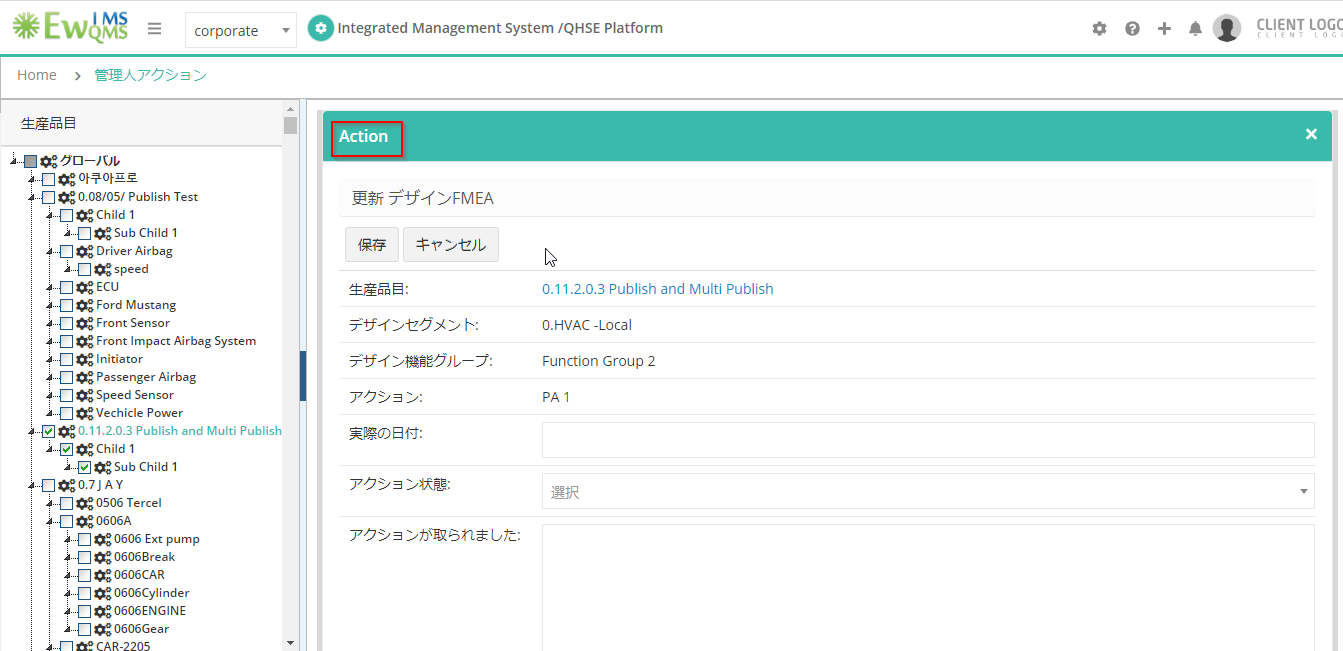 EwQMS IMS
corporate
Integrated Management System /QHSE Platform
CLIENT LOGO
CLIENT LOGO
Home > 管理人アクション
生産品目
グローバル
아쿠아프로
0.08/05/ Publish Test
Child 1
Sub Child 1
Driver Airbag
speed
ECU
Ford Mustang
Front Sensor
Front Impact Airbag System
Initiator
Passenger Airbag
Speed Sensor
Vechicle Power
0.11.2.0.3 Publish and Multi Publish
Child 1
Sub Child 1
0.7 J A Y
0506 Tercel
0606A
0606 Ext pump
0606Break
0606CAR
0606Cylinder
0606ENGINE
0606Gear
CAR-2205
Action
更新 デザインFMEA
保存 キャンセル
生産品目: 0.11.2.0.3 Publish and Multi Publish
デザインセグメント: 0.HVAC -Local
デザイン機能グループ: Function Group 2
アクション: PA 1
実際の日付:
アクション状態: 選択
アクションが取られました: